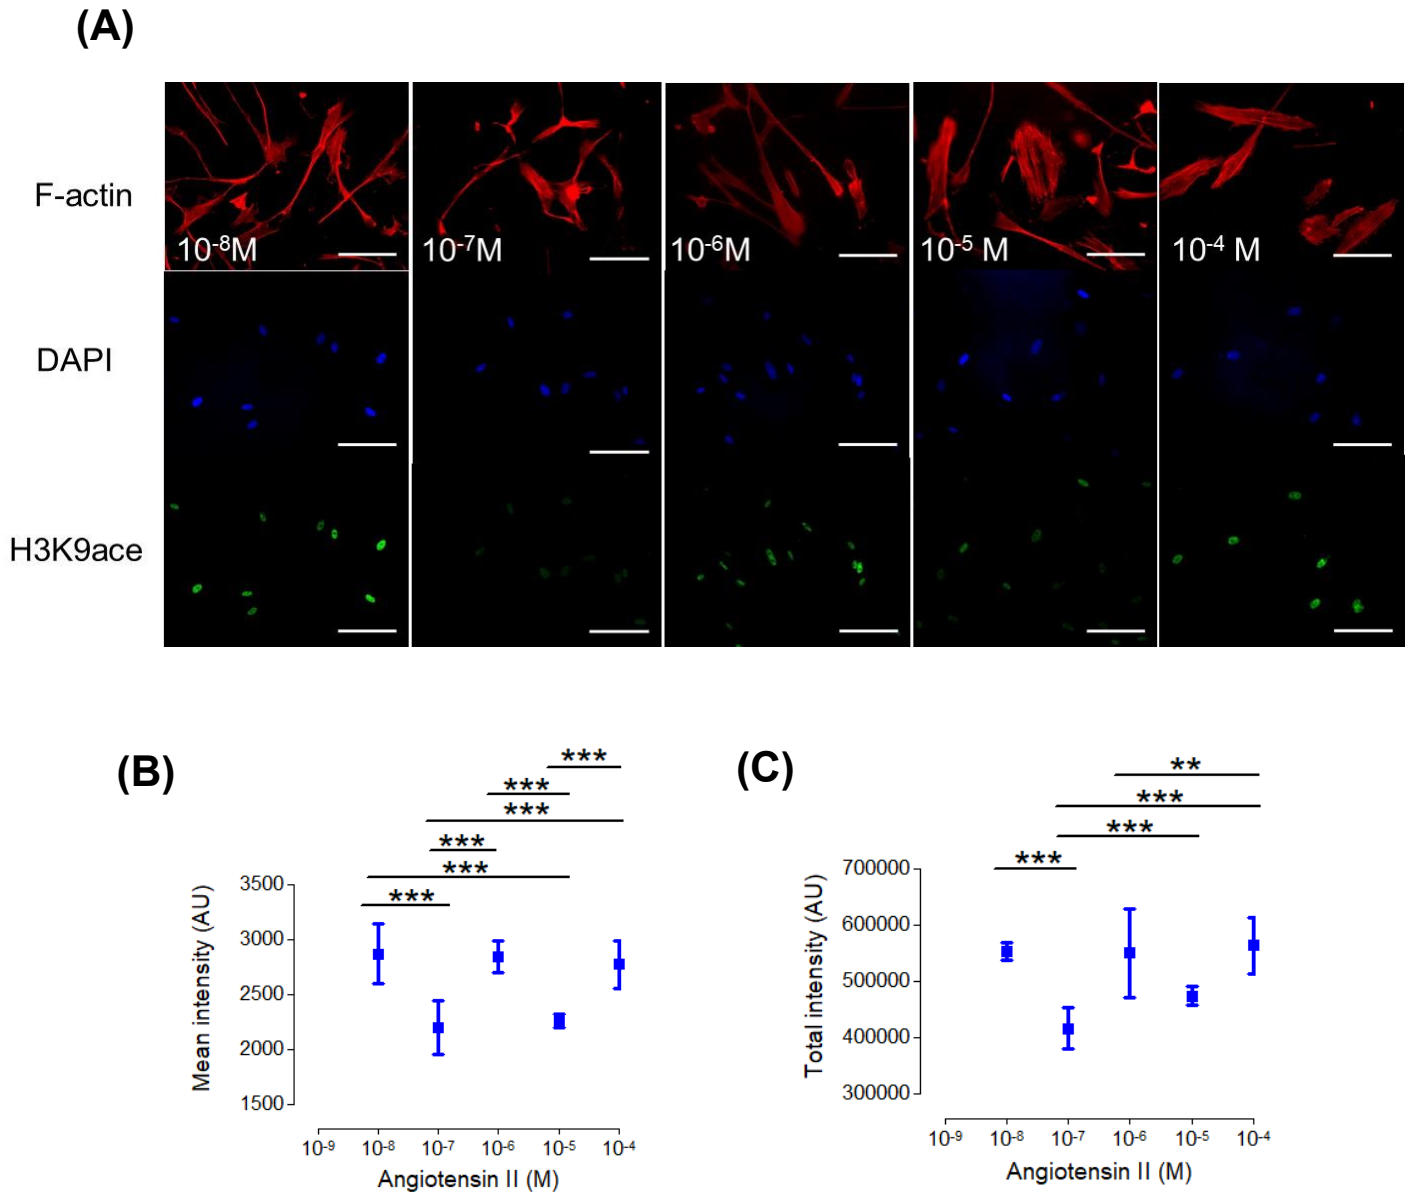 (A)
F-actin
10-8M
10-7M
10-6M
10-5 M
10-4 M
DAPI
H3K9ace
(B)
***
***
***
***
***
***
3500
3000
2500
2000
1500
Mean intensity (AU)
10-9 10-8 10-7 10-6 10-5 10-4
Angiotensin II (M)
(C)
**
***
***
***
700000
600000
500000
400000
300000
Total intensity (AU)
10-9 10-8 10-7 10-6 10-5 10-4
Angiotensin II (M)